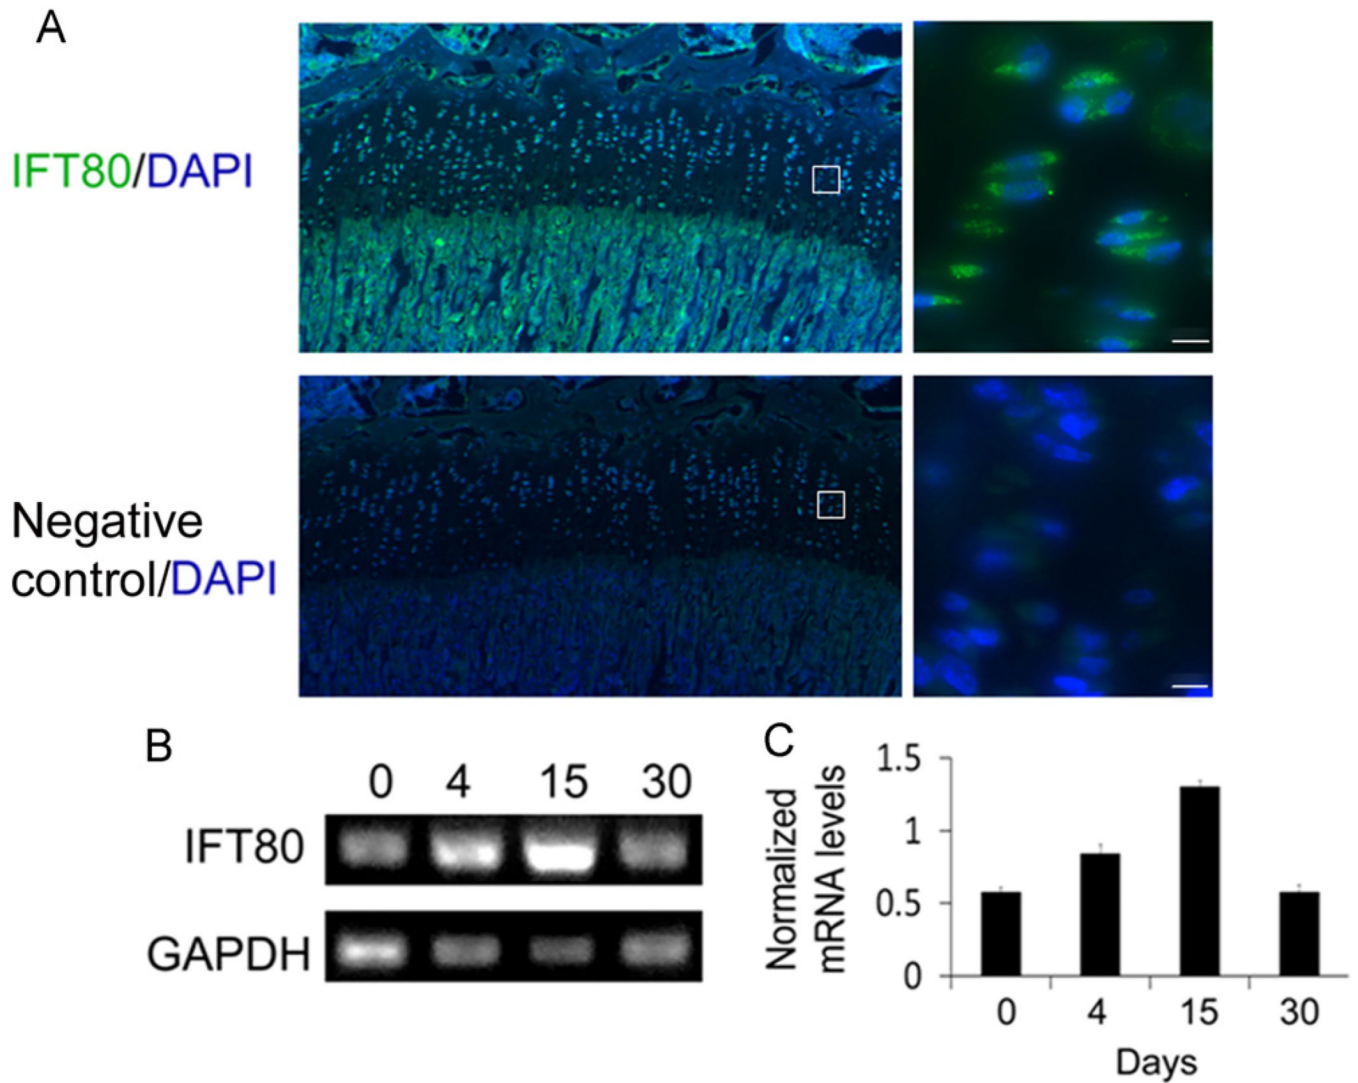 A
IFT80/DAPI
Negative
control/DAPI
B
0 4 15 30
IFT80
GAPDH
C
Normalized
mRNA levels
1.5
1
0.5
0
0 4 15 30
Days